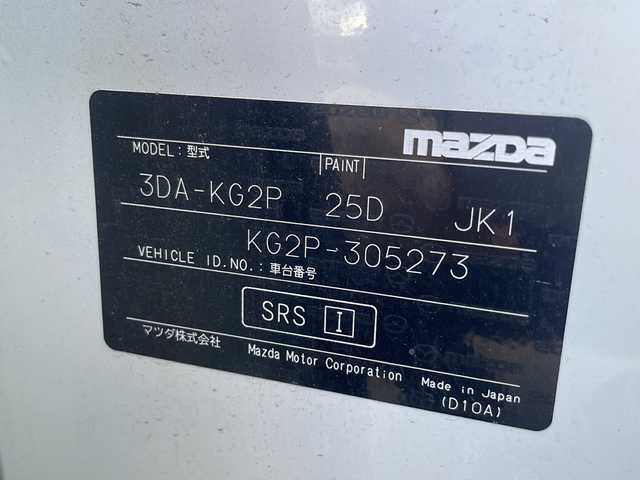 mazda
MODEL:型式 PAINT
3DA-KG2P 25D JK1
KG2P-305273
VEHICLE ID.NO.:車台番号
SRS I
マツダ株式会社 Mazda Motor Corporation Made in Japan
(D10A)